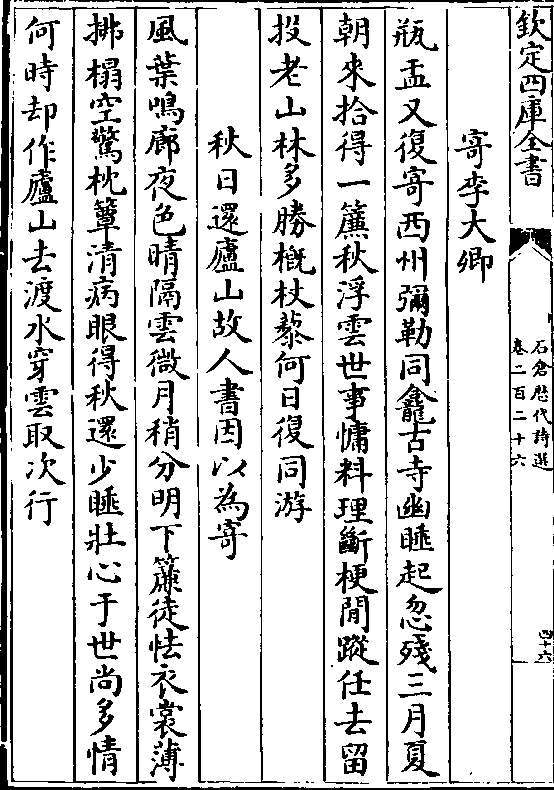 欽定四庫全書
石倉歷代詩選
卷二百二十六
四十六
寄李大卿
瓶盂又復寄西州彌勒同龕古寺幽睡起忽殘三月夏
朝來拾得一簾秋浮雲世事慵料理斷梗閒蹤任去留
投老山林多勝概杖藜何日復同游
秋日還廬山故人書因以為寄
風葉鳴廊夜色晴隔雲微月稍分明下簾徒怯衣裳薄
拂榻空驚枕簟清病眼得秋還少睡壯心于世尚多情
何時却作廬山去渡水穿雲取次行